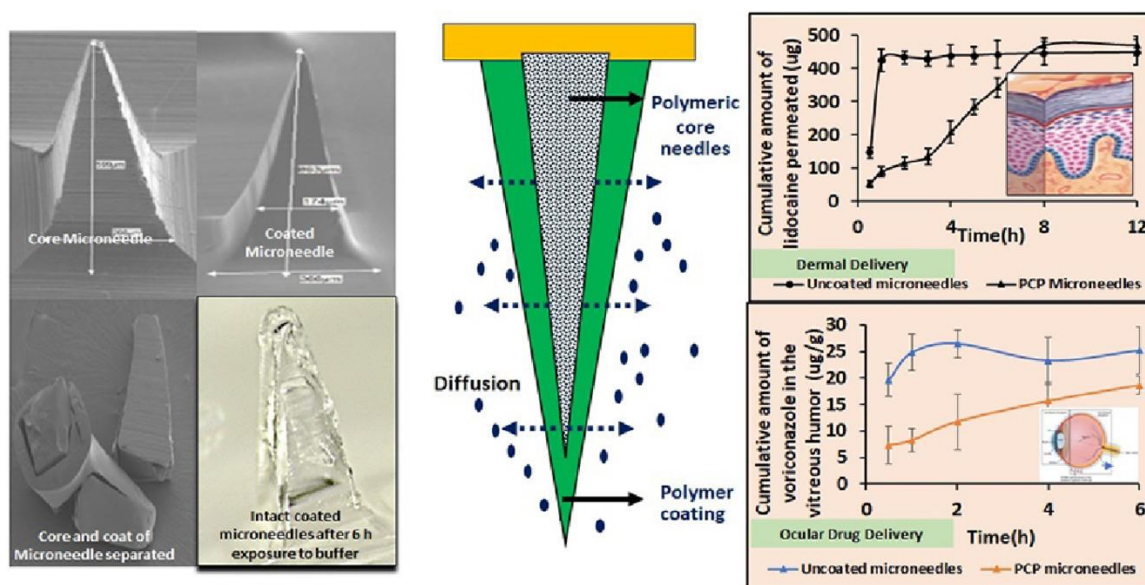 Core Microneedle
Coated
Microneedle
Core and coat of
Microneedle separated
Intact coated
microneedles after 6 h
exposure to buffer
Polymeric
core
needles
Diffusion
Polymer
coating
Cumulative amount of
lidocaine permeated (ug)
500
400
300
200
100
0
0
4
8
12
Time(h)
Dermal Delivery
Uncoated microneedles
PCP Microneedles
Cumulative amount of
voriconazole in the
vitreous humor (ug/g)
30
25
20
15
10
5
0
0
2
4
6
Time(h)
Ocular Drug Delivery
Uncoated microneedles
PCP microneedles